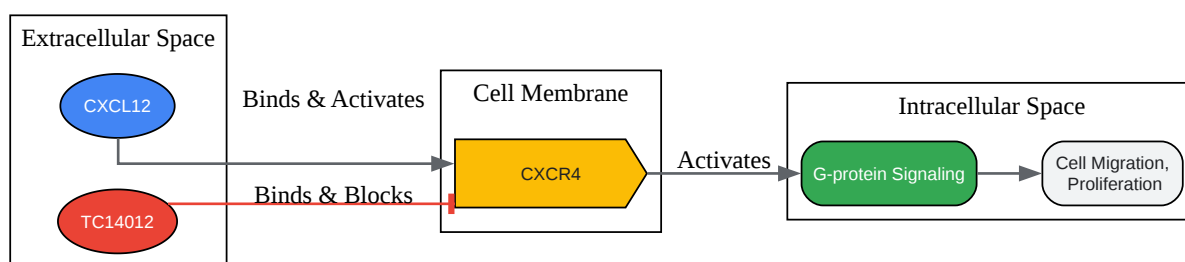 Extracellular Space
CXCL12
TC14012
Binds & Activates
Binds & Blocks
Cell Membrane
CXCR4
Activates
Intracellular Space
G-protein Signaling
Cell Migration,
Proliferation